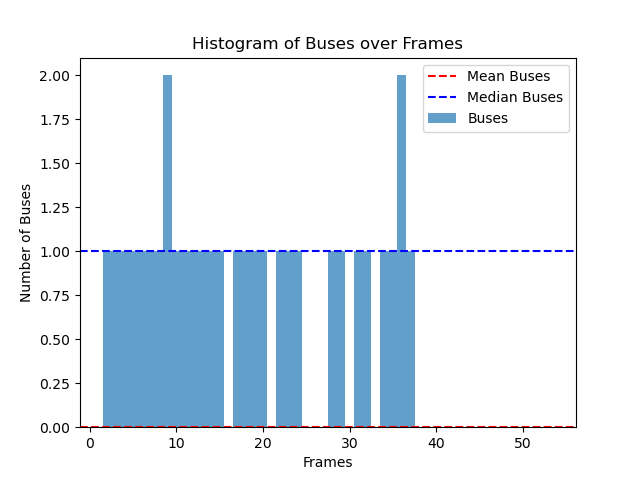 Histogram of Buses over Frames
Mean Buses
Median Buses
Buses
2.00
1.75
1.50
1.25
1.00
0.75
0.50
0.25
0.00
Number of Buses
0 10 20 30 40 50
Frames